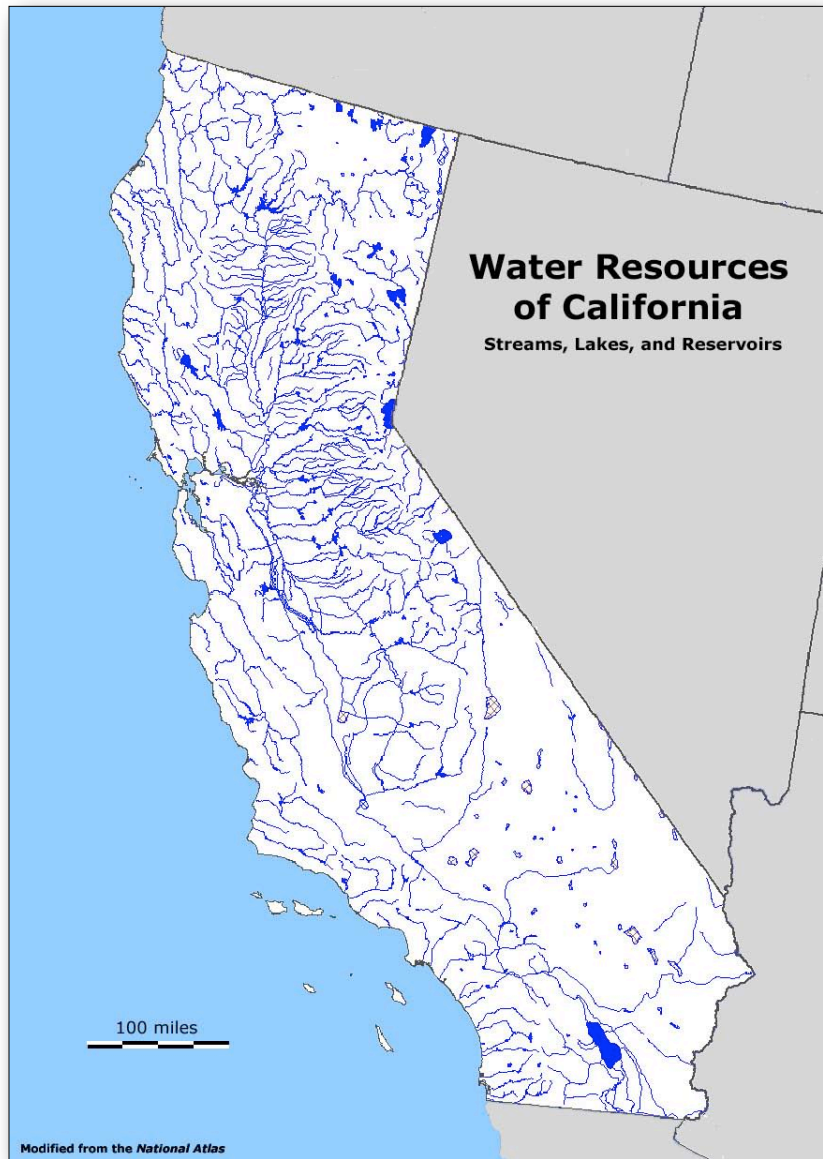 Water Resources
of California
Streams, Lakes, and Reservoirs
100 miles
Modified from the National Atlas